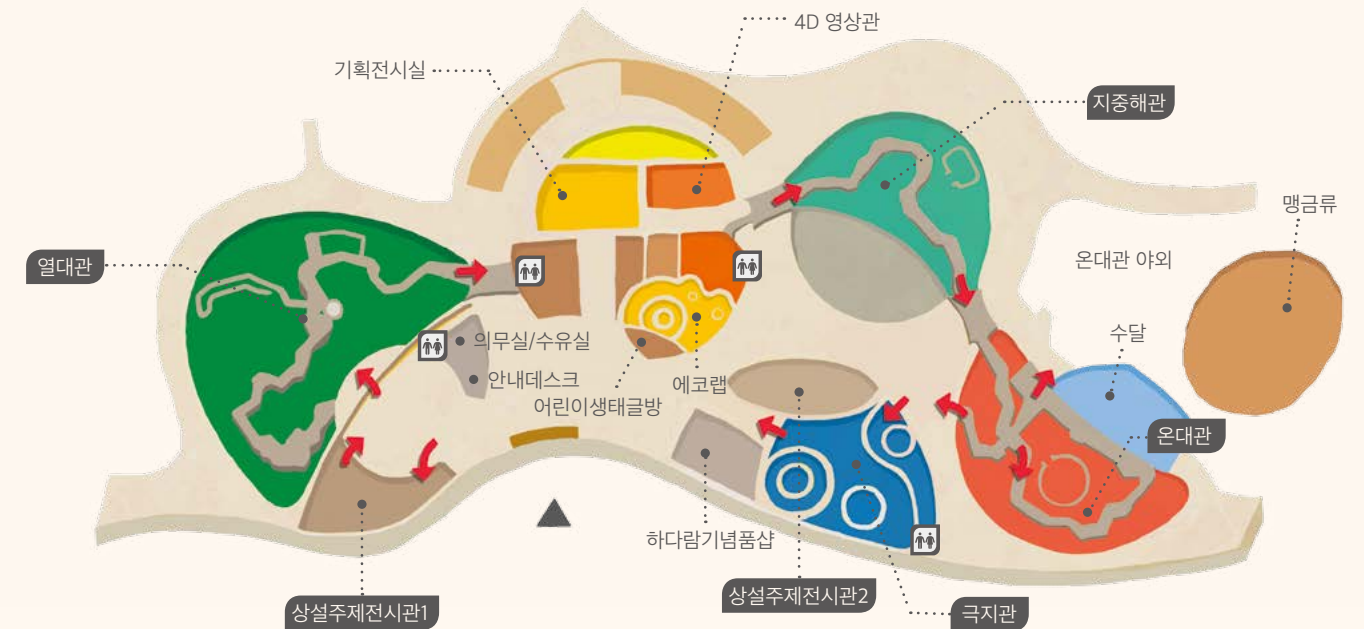 4D 영상관
기획전시실
지중해관
맹금류
열대관
온대관 야외
수달
의무실/수유실
안내데스크
어린이생태글방
에코랩
온대관
하다람기념품샵
상설주제전시관1
상설주제전시관2
극지관